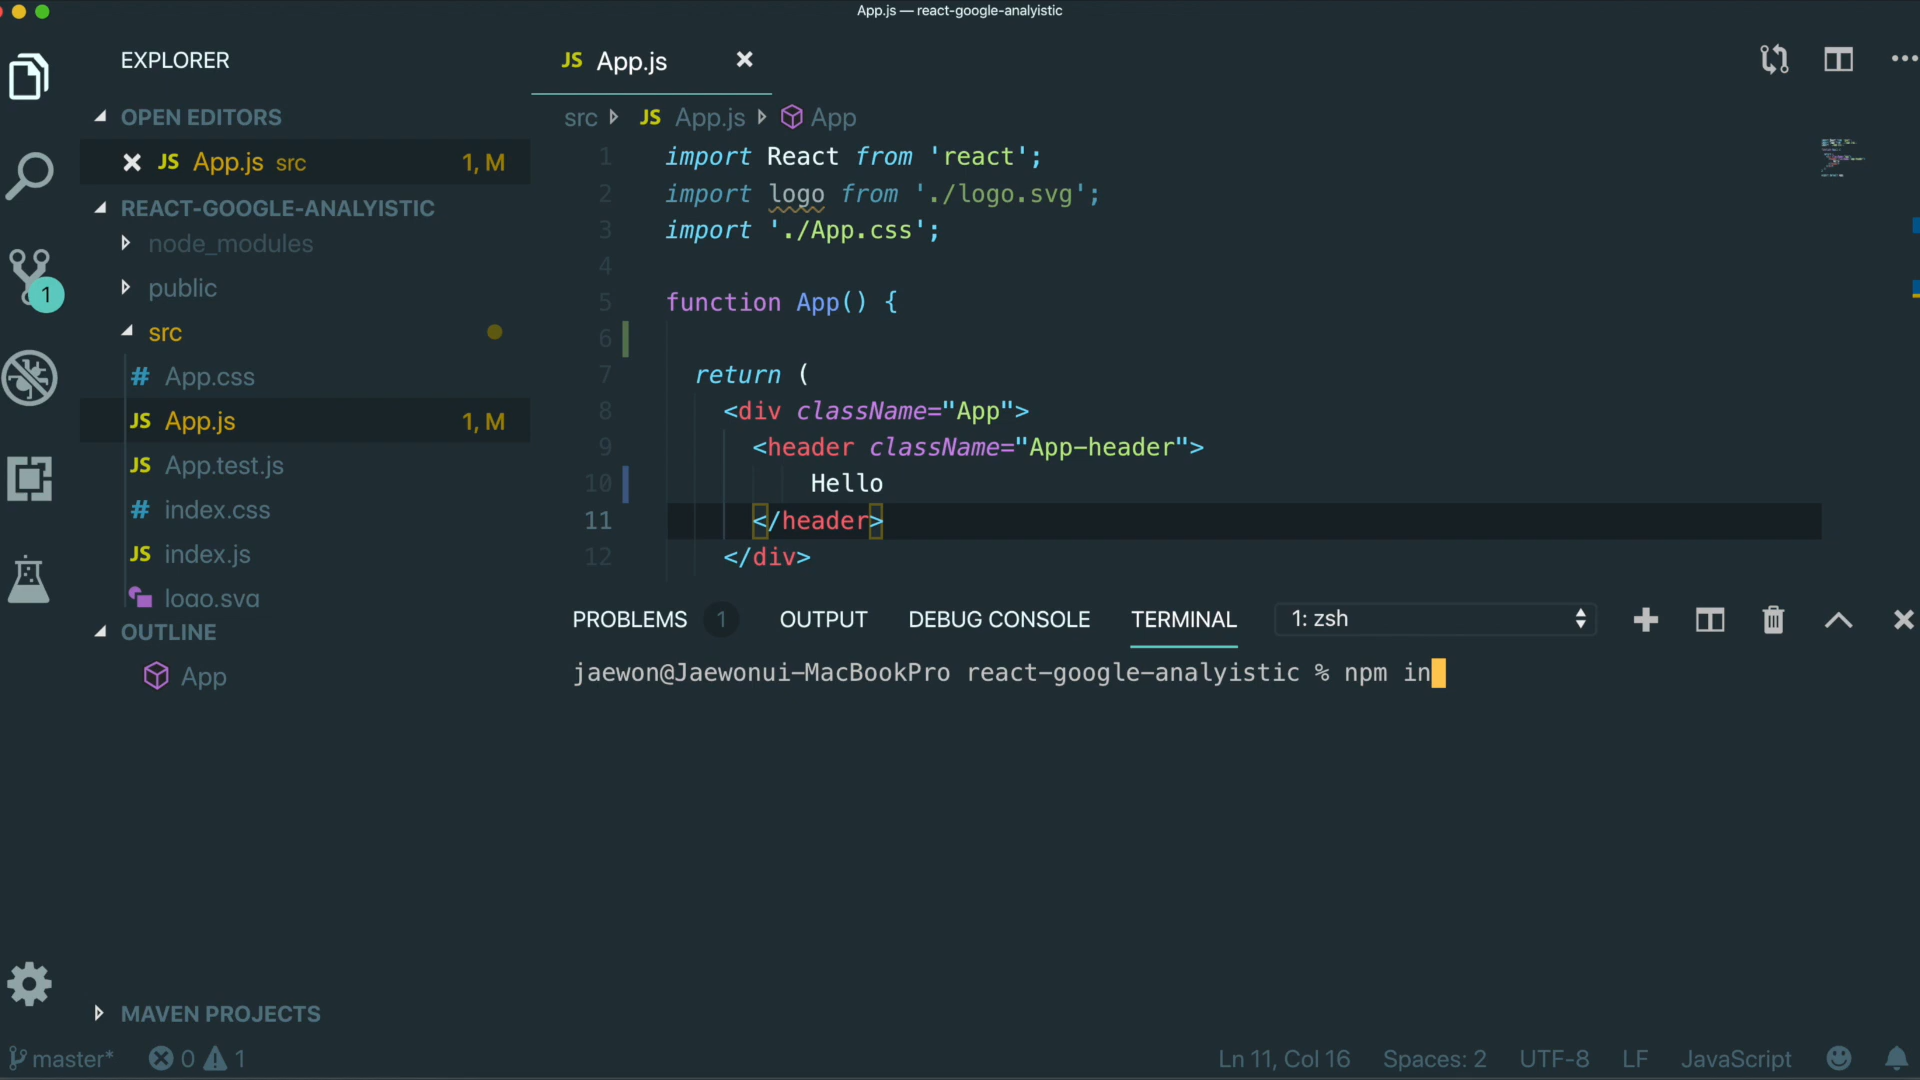 App.js — react-google-analyistic
EXPLORER
OPEN EDITORS
JS App.js src 1, M
REACT-GOOGLE-ANALYISTIC
node_modules
public
src
# App.css
JS App.js 1, M
JS App.test.js
# index.css
JS index.js
logo.svg
OUTLINE
App
MAVEN PROJECTS
1
JS App.js
src JS App.js App
1 import React from 'react';
2 import logo from './logo.svg';
3 import './App.css';
4
5 function App() {
6
7 return (
8 <div className="App">
9 <header className="App-header">
10 Hello
11 </header>
12 </div>
PROBLEMS 1 OUTPUT DEBUG CONSOLE TERMINAL 1: zsh
jaewon@Jaewonui-MacBookPro react-google-analyistic % npm in
master* 0 1 Ln 11, Col 16 Spaces: 2 UTF-8 LF JavaScript